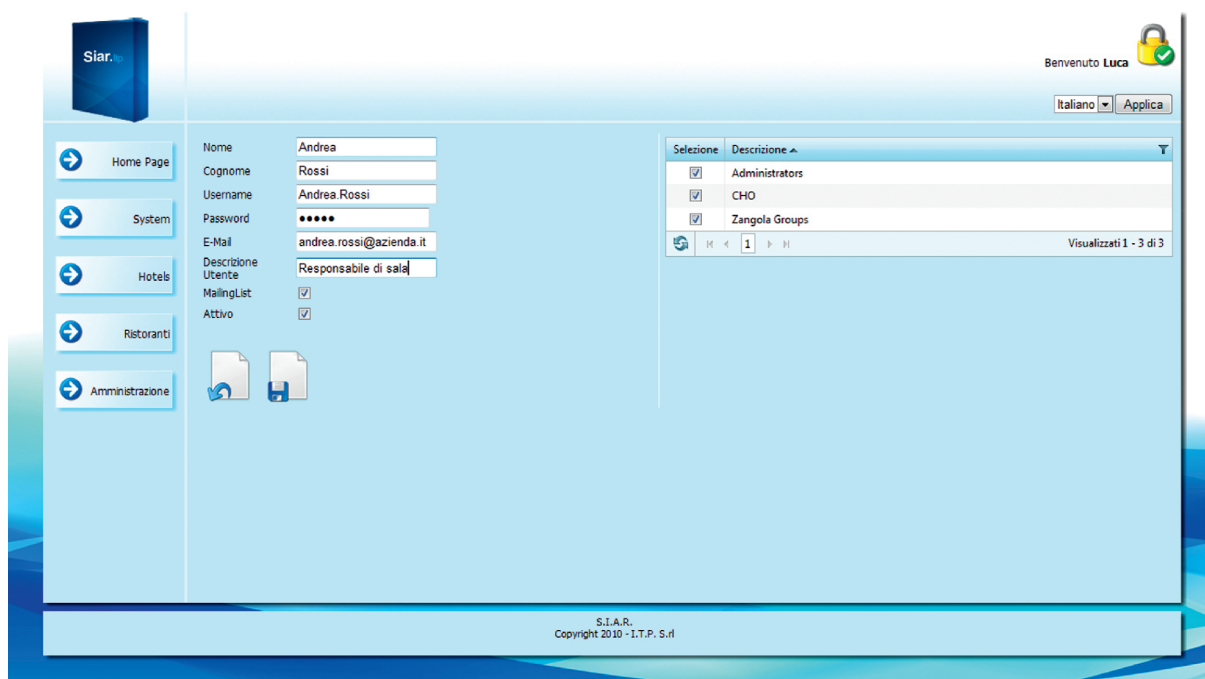 Siar.itp
Benvenuto Luca
Italiano Applica
Home Page
System
Hotels
Ristoranti
Amministrazione
Nome Andrea
Cognome Rossi
Username Andrea.Rossi
Password •••••
E-Mail andrea.rossi@azienda.it
Descrizione
Utente Responsabile di sala
MailingList
Attivo
Selezione Descrizione
Administrators
CHO
Zangola Groups
1 Visualizzati 1 - 3 di 3
S.I.A.R.
Copyright 2010 - I.T.P. S.rl